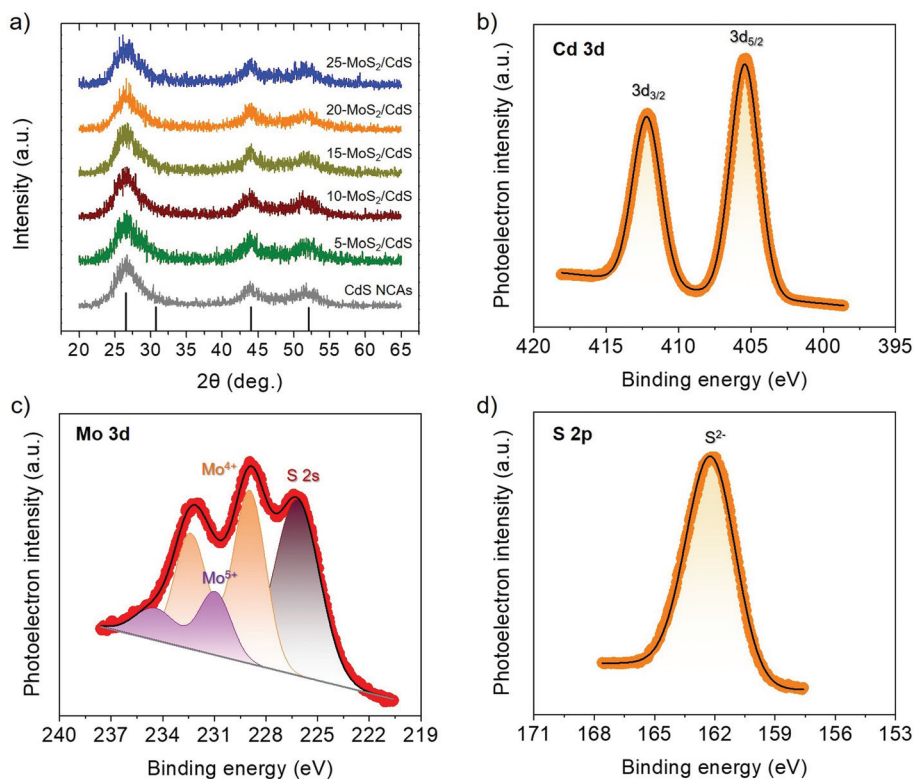 a)
25-MoS₂/CdS
20-MoS₂/CdS
15-MoS₂/CdS
10-MoS₂/CdS
5-MoS₂/CdS
CdS NCAs
Intensity (a.u.)
20 25 30 35 40 45 50 55 60 65
2θ (deg.)
b)
Cd 3d
3d₃/₂
3d₅/₂
Photoelectron intensity (a.u.)
420 415 410 405 400 395
Binding energy (eV)
c)
Mo 3d
Mo⁴⁺
S 2s
Mo⁵⁺
Photoelectron intensity (a.u.)
240 237 234 231 228 225 222 219
Binding energy (eV)
d)
S 2p
S²⁻
Photoelectron intensity (a.u.)
171 168 165 162 159 156 153
Binding energy (eV)